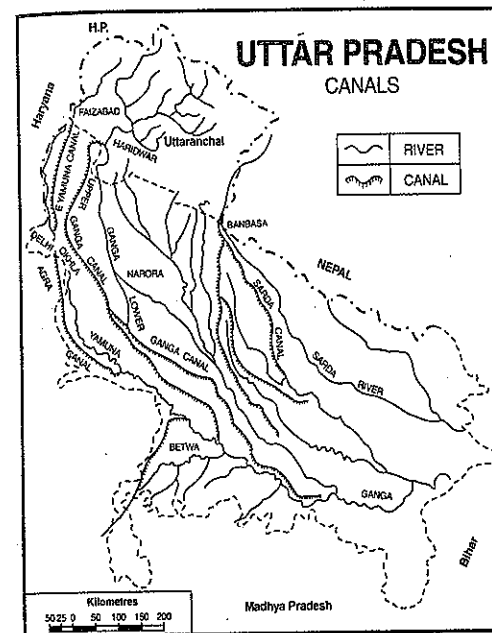 H.P.
UTTAR PRADESH
CANALS
Haryana
FAIZABAD
Uttaranchal
HARIDWAR
RIVER
CANAL
E YAMUNA CANAL
UPPER
GANGA
CANAL
BANBASA
DELHI
OKHLA
GANGA
NARORA
NEPAL
AGRA
SARDA
CANAL
LOWER
GANGA CANAL
YAMUNA
SARDA
RIVER
GANAL
BETWA
GANGA
Bihar
Kilometres
50 25 0 50 100 150 200
Madhya Pradesh